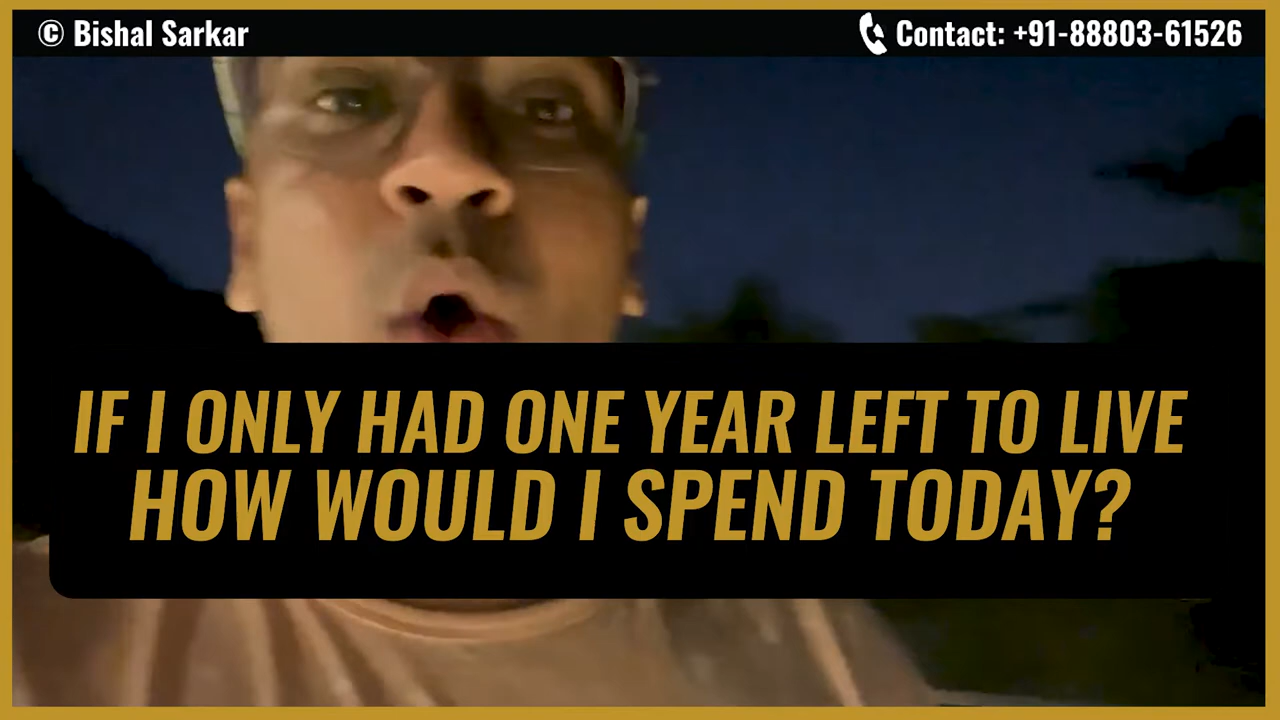 © Bishal Sarkar
Contact: +91-88803-61526
IF I ONLY HAD ONE YEAR LEFT TO LIVE
HOW WOULD I SPEND TODAY?